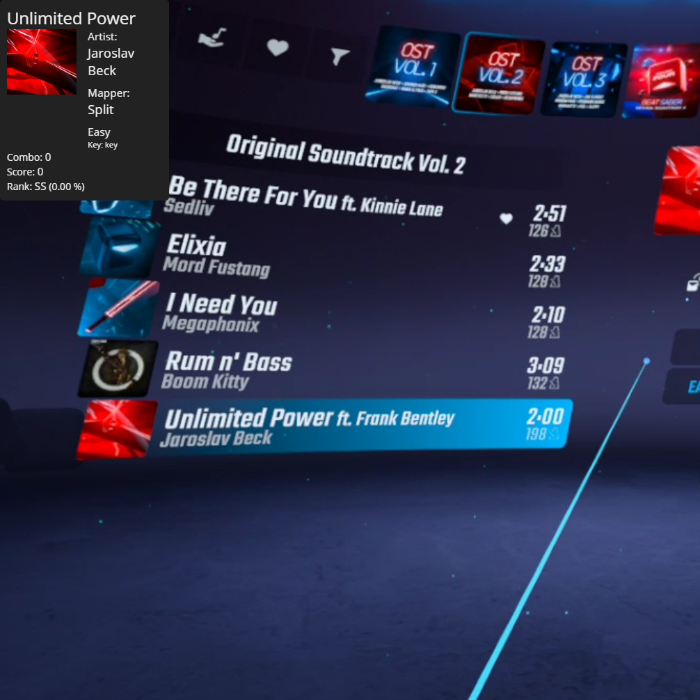 Unlimited Power
Artist:
Jaroslav
Beck
Mapper:
Split
Easy
Key: key
Combo: 0
Score: 0
Rank: SS (0.00 %)
OST
VOL. 1
OST
VOL. 2
OST
VOL. 3
BEAT SABER
Original Soundtrack Vol. 2
Be There For You ft. Kinnie Lane
Sedliv
2:51
126
Elixia
Mord Fustang
2:33
128
I Need You
Megaphonix
2:10
128
Rum n' Bass
Boom Kitty
3:09
132
Unlimited Power ft. Frank Bentley
Jaroslav Beck
2:00
198
EA